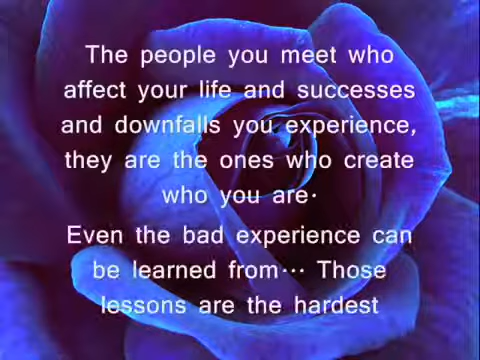 The people you meet who
affect your life and successes
and downfalls you experience,
they are the ones who create
who you are.
Even the bad experience can
be learned from... Those
lessons are the hardest